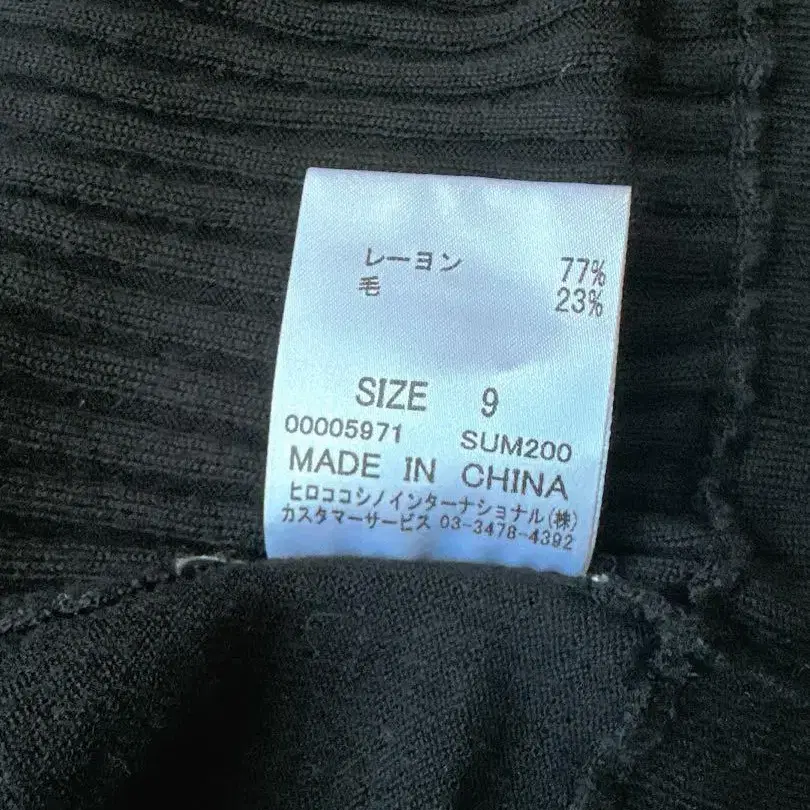 レーヨン 77%
毛 23%
SIZE 9
00005971 SUM200
MADE IN CHINA
ヒロココシノインターナショナル(株)
カスタマーサービス 03-3478-4392